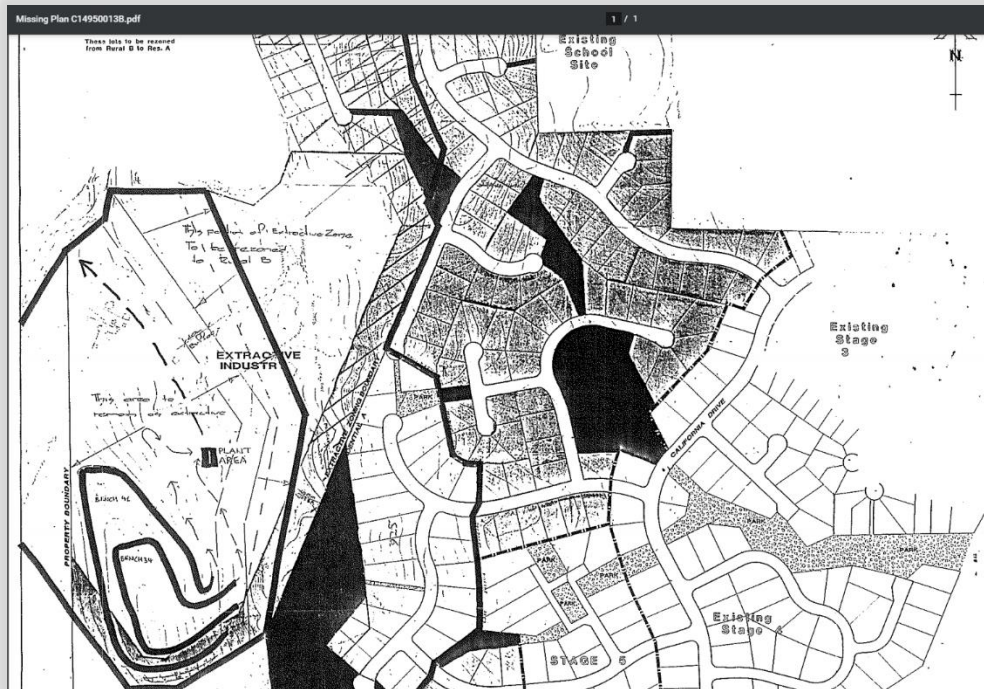 Missing Plan C14950013B.pdf
1 / 1
These lots to be rezoned
from Rural B to Res. A
Existing
School
Site
N
This portion of Extractive Zone
To be rezoned
to Rural B
EXTRACTIVE
INDUSTR
This area to
remain as extractive
PLANT
AREA
BENCH 42
BENCH 34
PROPERTY BOUNDARY
PARK
Existing
Stage
3
CALIFORNIA DRIVE
PARK
PARK
PARK
PARK
PARK
Existing
Stage 4
STAGE 5